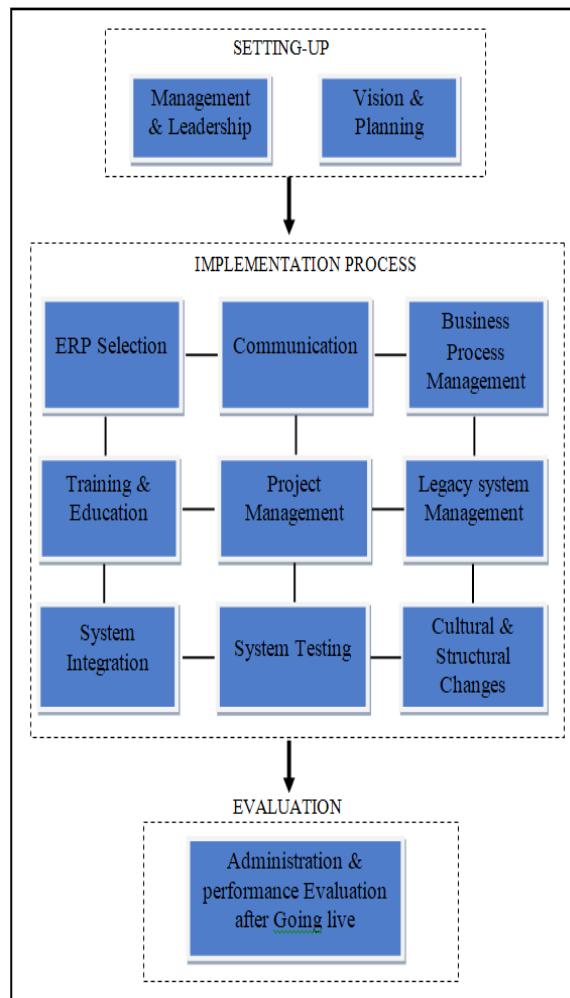 SETTING-UP
Management
& Leadership
Vision &
Planning
IMPLEMENTATION PROCESS
ERP Selection
Communication
Business
Process
Management
Training &
Education
Project
Management
Legacy system
Management
System
Integration
System Testing
Cultural &
Structural
Changes
EVALUATION
Administration &
performance Evaluation
after Going live